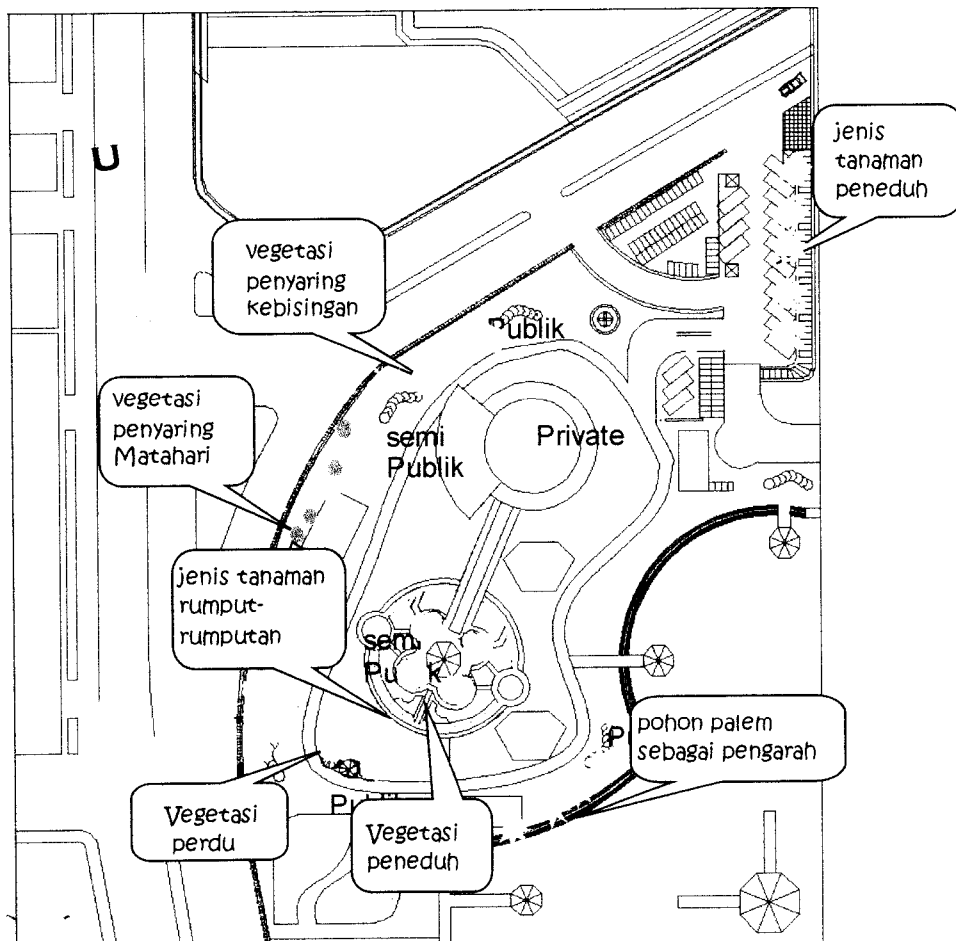 jenis
tanaman
peneduh
U
vegetasi
penyaring
kebisingan
Publik
vegetasi
penyaring
Matahari
semi
Publik
Private
jenis tanaman
rumput-
rumputan
pohon palem
sebagai pengarah
Vegetasi
perdu
Vegetasi
peneduh